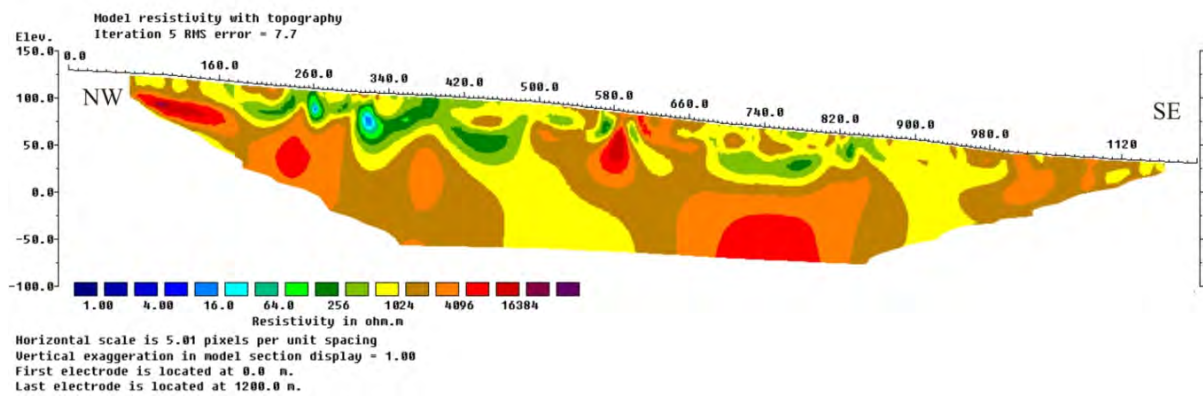 Model resistivity with topography
Iteration 5 RMS error = 7.7
Elev.
150.0
0.0
160.0
260.0
340.0
420.0
500.0
580.0
660.0
740.0
820.0
900.0
980.0
1120
NW
SE
100.0
50.0
0.0
-50.0
-100.0
1.00 4.00 16.0 64.0 256 1024 4096 16384
Resistivity in ohm.m
Horizontal scale is 5.01 pixels per unit spacing
Vertical exaggeration in model section display = 1.00
First electrode is located at 0.0 m.
Last electrode is located at 1200.0 m.